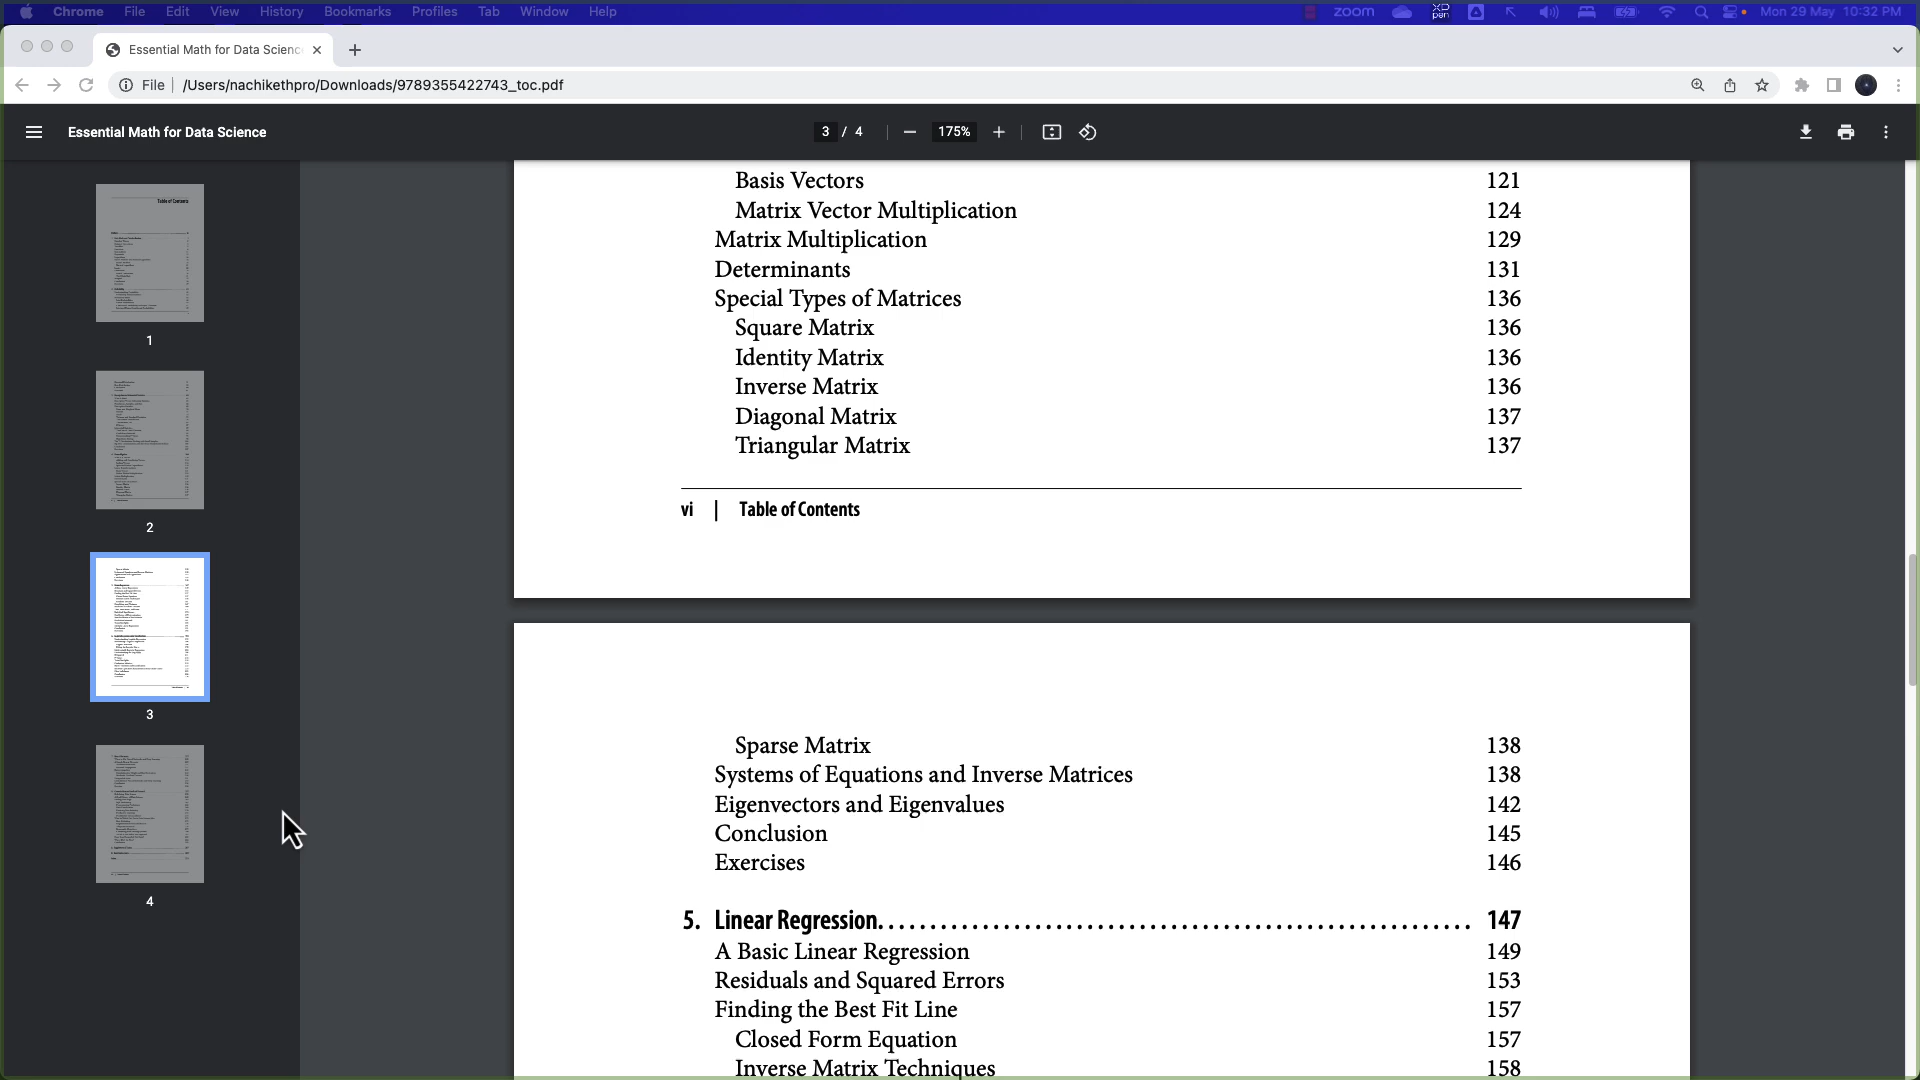 Chrome File Edit View History Bookmarks Profiles Tab Window Help zoom XD pen Mon 29 May 10:32 PM
Essential Math for Data Science
File | /Users/nachikethpro/Downloads/9789355422743_toc.pdf
Essential Math for Data Science 3 / 4 175%
1
2
3
4
Basis Vectors 121
Matrix Vector Multiplication 124
Matrix Multiplication 129
Determinants 131
Special Types of Matrices 136
Square Matrix 136
Identity Matrix 136
Inverse Matrix 136
Diagonal Matrix 137
Triangular Matrix 137
vi | Table of Contents
Sparse Matrix 138
Systems of Equations and Inverse Matrices 138
Eigenvectors and Eigenvalues 142
Conclusion 145
Exercises 146
5. Linear Regression. . . . . . . . . . . . . . . . . . . . . . . . . . . . . . . . . . . . . . . . . . . . . . . . . . . . . . 147
A Basic Linear Regression 149
Residuals and Squared Errors 153
Finding the Best Fit Line 157
Closed Form Equation 157
Inverse Matrix Techniques 158